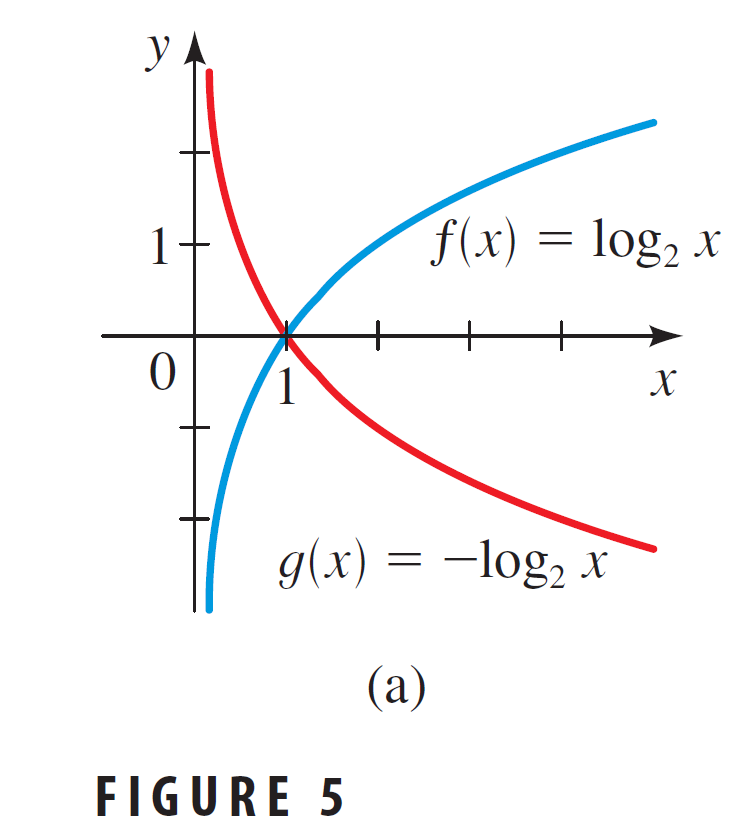 y
f(x) = log₂ x
1
0
1
x
g(x) = −log₂ x
(a)
FIGURE 5